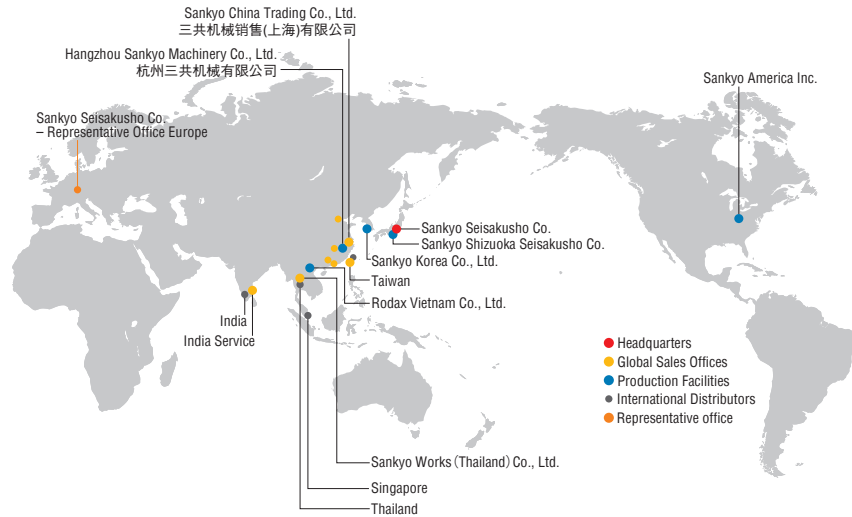 Sankyo China Trading Co., Ltd.
三共机械销售(上海)有限公司
Hangzhou Sankyo Machinery Co., Ltd.
杭州三共机械有限公司
Sankyo America Inc.
Sankyo Seisakusho Co.
– Representative Office Europe
Sankyo Seisakusho Co.
Sankyo Shizuoka Seisakusho Co.
Sankyo Korea Co., Ltd.
Taiwan
Rodax Vietnam Co., Ltd.
India
India Service
Headquarters
Global Sales Offices
Production Facilities
International Distributors
Representative office
Sankyo Works (Thailand) Co., Ltd.
Singapore
Thailand